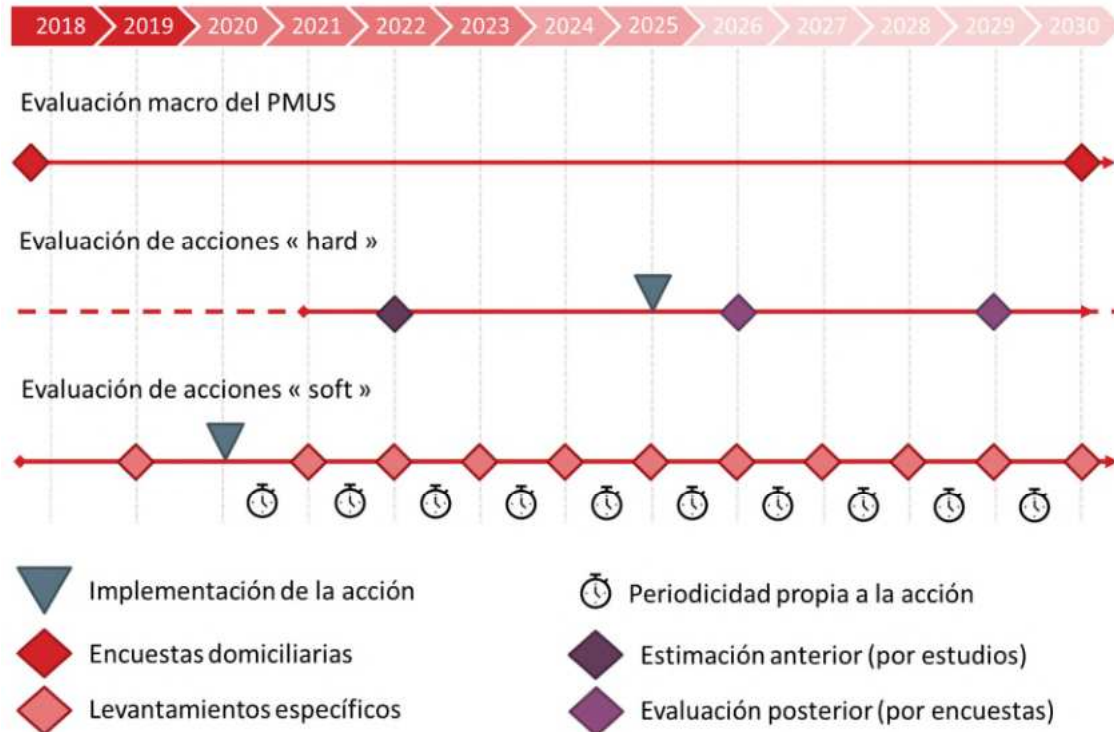 2018 2019 2020 2021 2022 2023 2024 2025 2026 2027 2028 2029 2030
Evaluación macro del PMUS
Evaluación de acciones « hard »
Evaluación de acciones « soft »
Implementación de la acción
Periodicidad propia a la acción
Encuestas domiciliarias
Estimación anterior (por estudios)
Levantamientos específicos
Evaluación posterior (por encuestas)